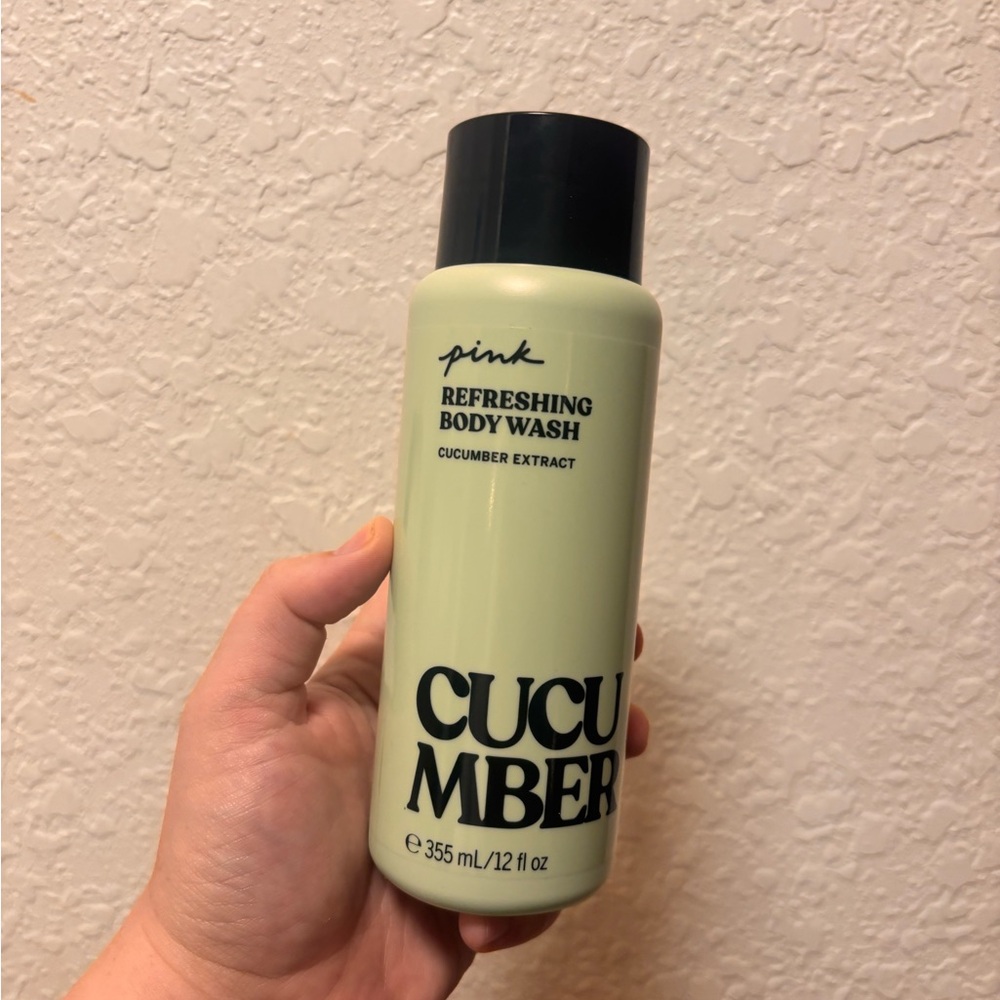 pink
REFRESHING
BODY WASH
CUCUMBER EXTRACT
CUCU
MBER
℮ 355 mL/12 fl oz